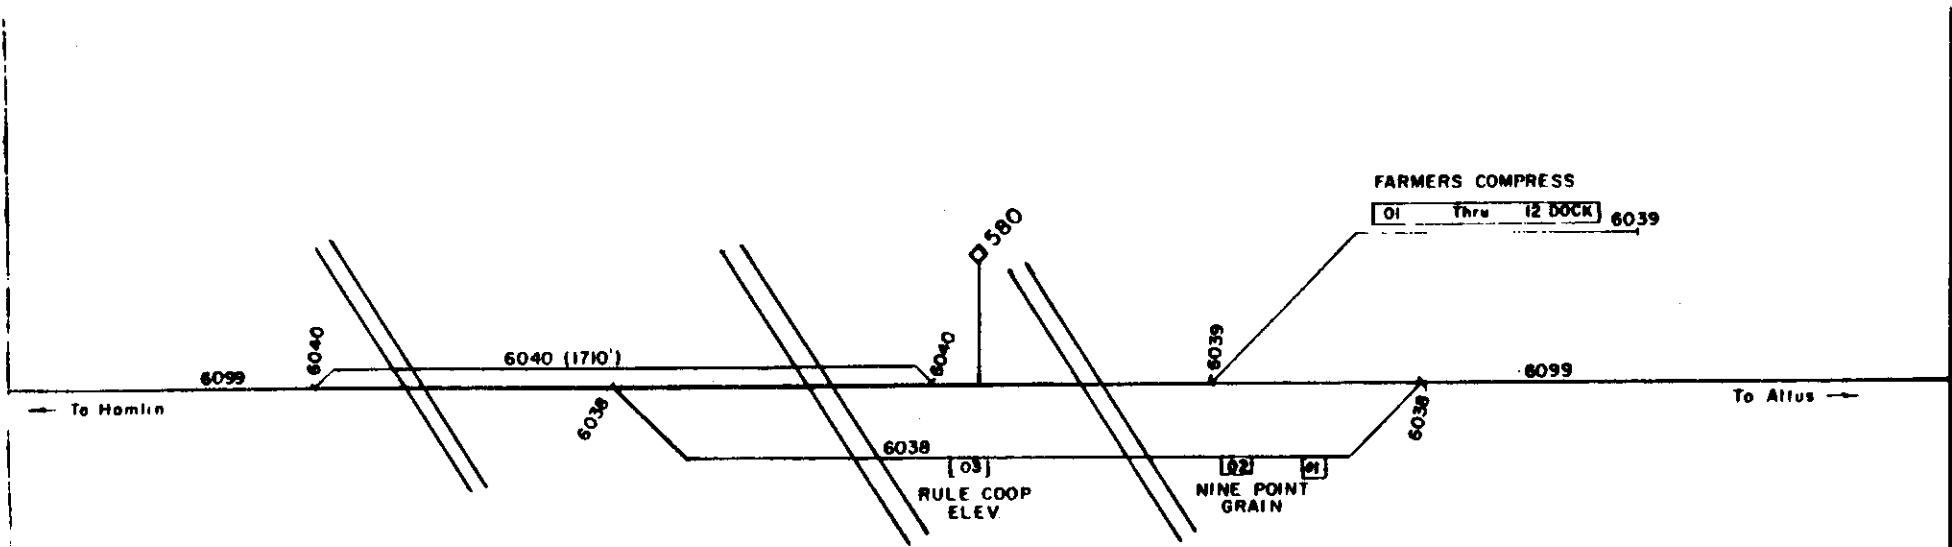 FARMERS COMPRESS
01 Thru 12 DOCK
6039
580
6040
6040 (1710')
6040
6039
6099
6099
To Hamlin
To Altus
6038
6038
6038
03
02
01
RULE COOP
ELEV.
NINE POINT
GRAIN